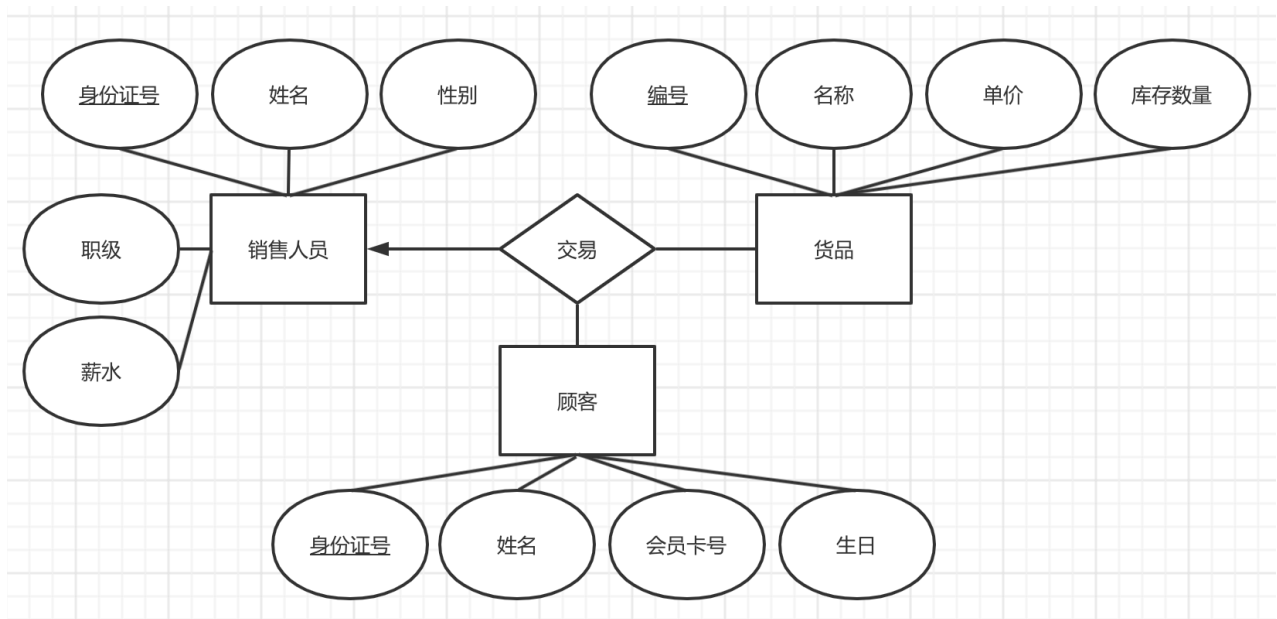 身份证号
姓名
性别
编号
名称
单价
库存数量
职级
销售人员
交易
货品
薪水
顾客
身份证号
姓名
会员卡号
生日